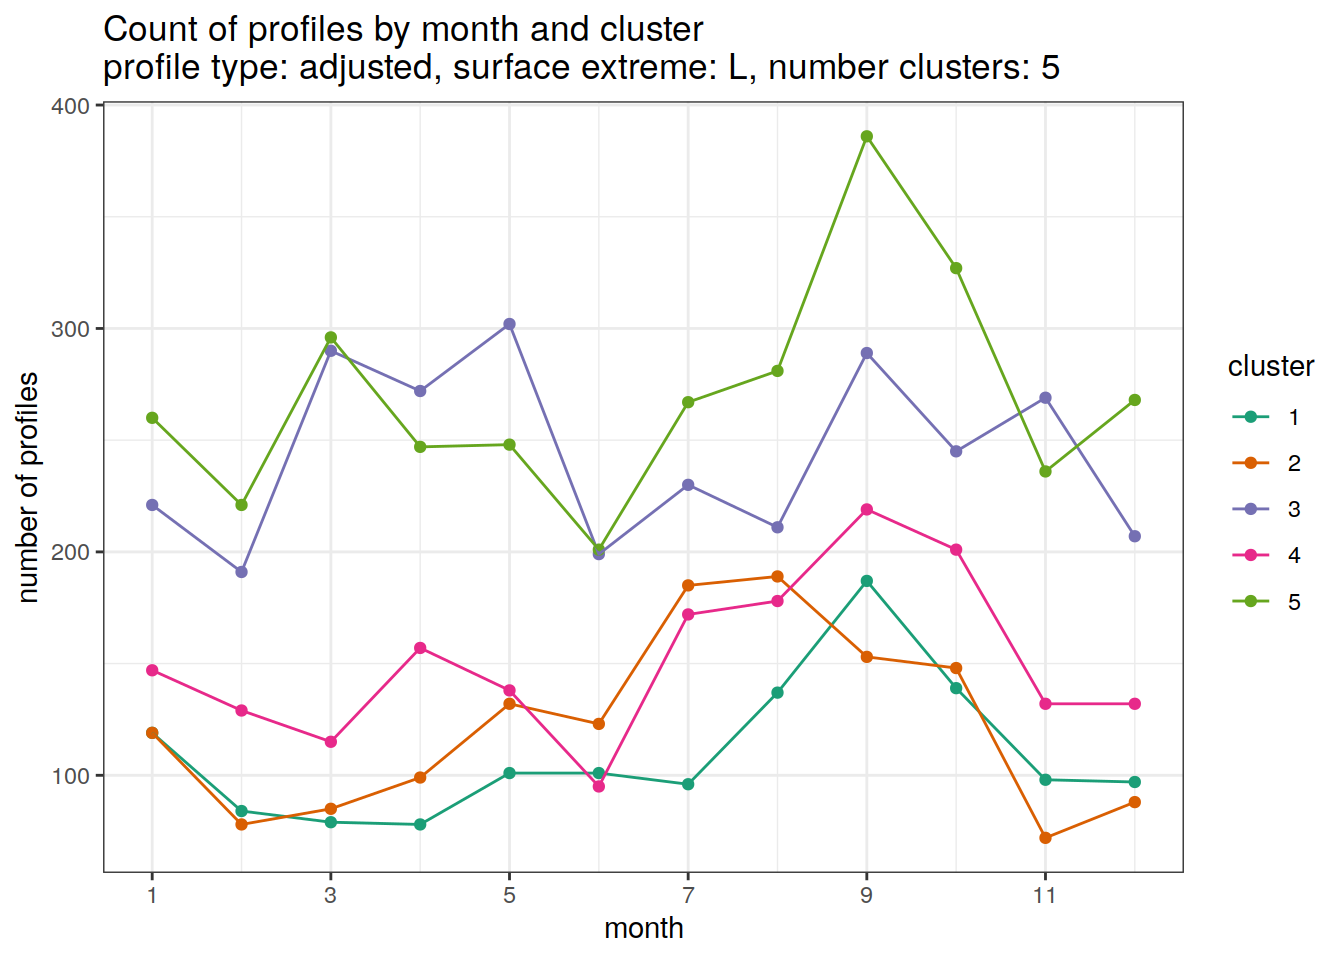 Count of profiles by month and cluster
profile type: adjusted, surface extreme: L, number clusters: 5
400
300
200
100
number of profiles
1 3 5 7 9 11
month
cluster
1
2
3
4
5